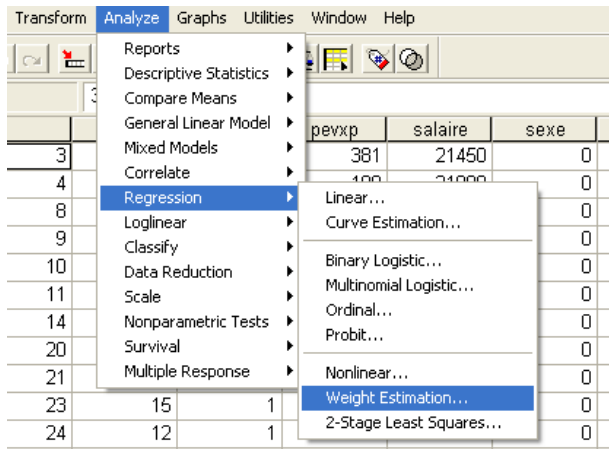 Transform Analyze Graphs Utilities Window Help
Reports
Descriptive Statistics
Compare Means
General Linear Model
Mixed Models
Correlate
Regression
Loglinear
Classify
Data Reduction
Scale
Nonparametric Tests
Survival
Multiple Response
Linear...
Curve Estimation...
Binary Logistic...
Multinomial Logistic...
Ordinal...
Probit...
Nonlinear...
Weight Estimation...
2-Stage Least Squares...
pevxp salaire sexe
3 381 21450 0
4 0
8 0
9 0
10 0
11 0
14 0
20 0
21 0
23 15 1 0
24 12 1 0